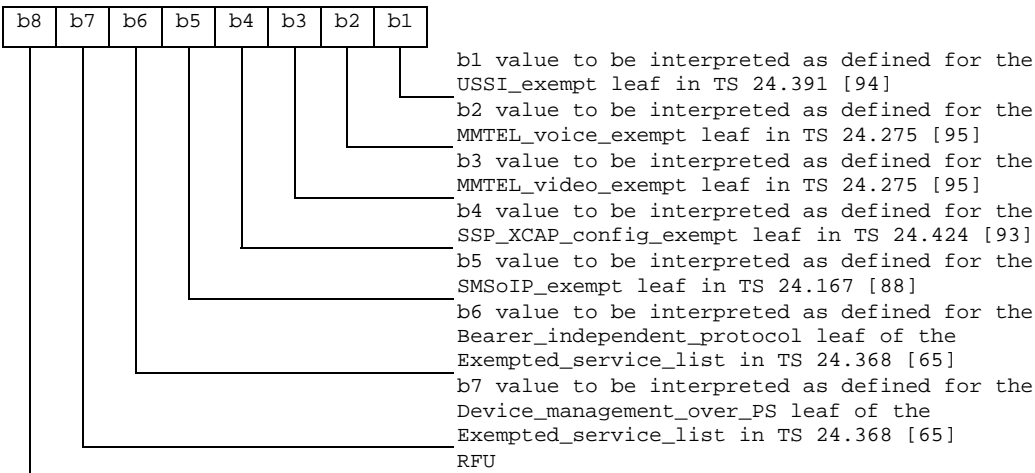 b8 b7 b6 b5 b4 b3 b2 b1
b1 value to be interpreted as defined for the
USSI_exempt leaf in TS 24.391 [94]
b2 value to be interpreted as defined for the
MMTEL_voice_exempt leaf in TS 24.275 [95]
b3 value to be interpreted as defined for the
MMTEL_video_exempt leaf in TS 24.275 [95]
b4 value to be interpreted as defined for the
SSP_XCAP_config_exempt leaf in TS 24.424 [93]
b5 value to be interpreted as defined for the
SMSoIP_exempt leaf in TS 24.167 [88]
b6 value to be interpreted as defined for the
Bearer_independent_protocol leaf of the
Exempted_service_list in TS 24.368 [65]
b7 value to be interpreted as defined for the
Device_management_over_PS leaf of the
Exempted_service_list in TS 24.368 [65]
RFU